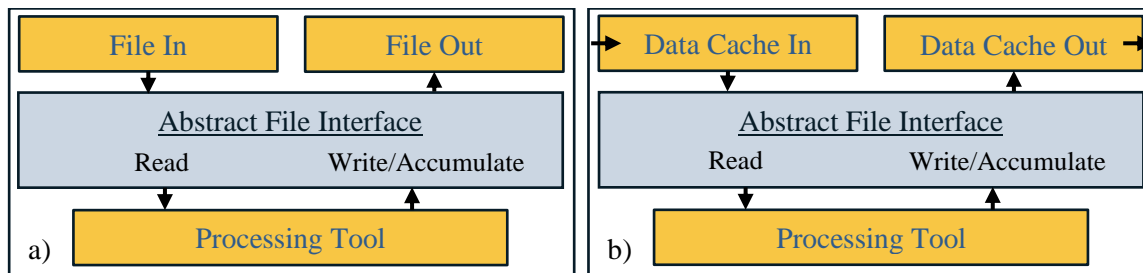 File In
File Out
Abstract File Interface
Read
Write/Accumulate
Processing Tool
a)
Data Cache In
Data Cache Out
Abstract File Interface
Read
Write/Accumulate
Processing Tool
b)